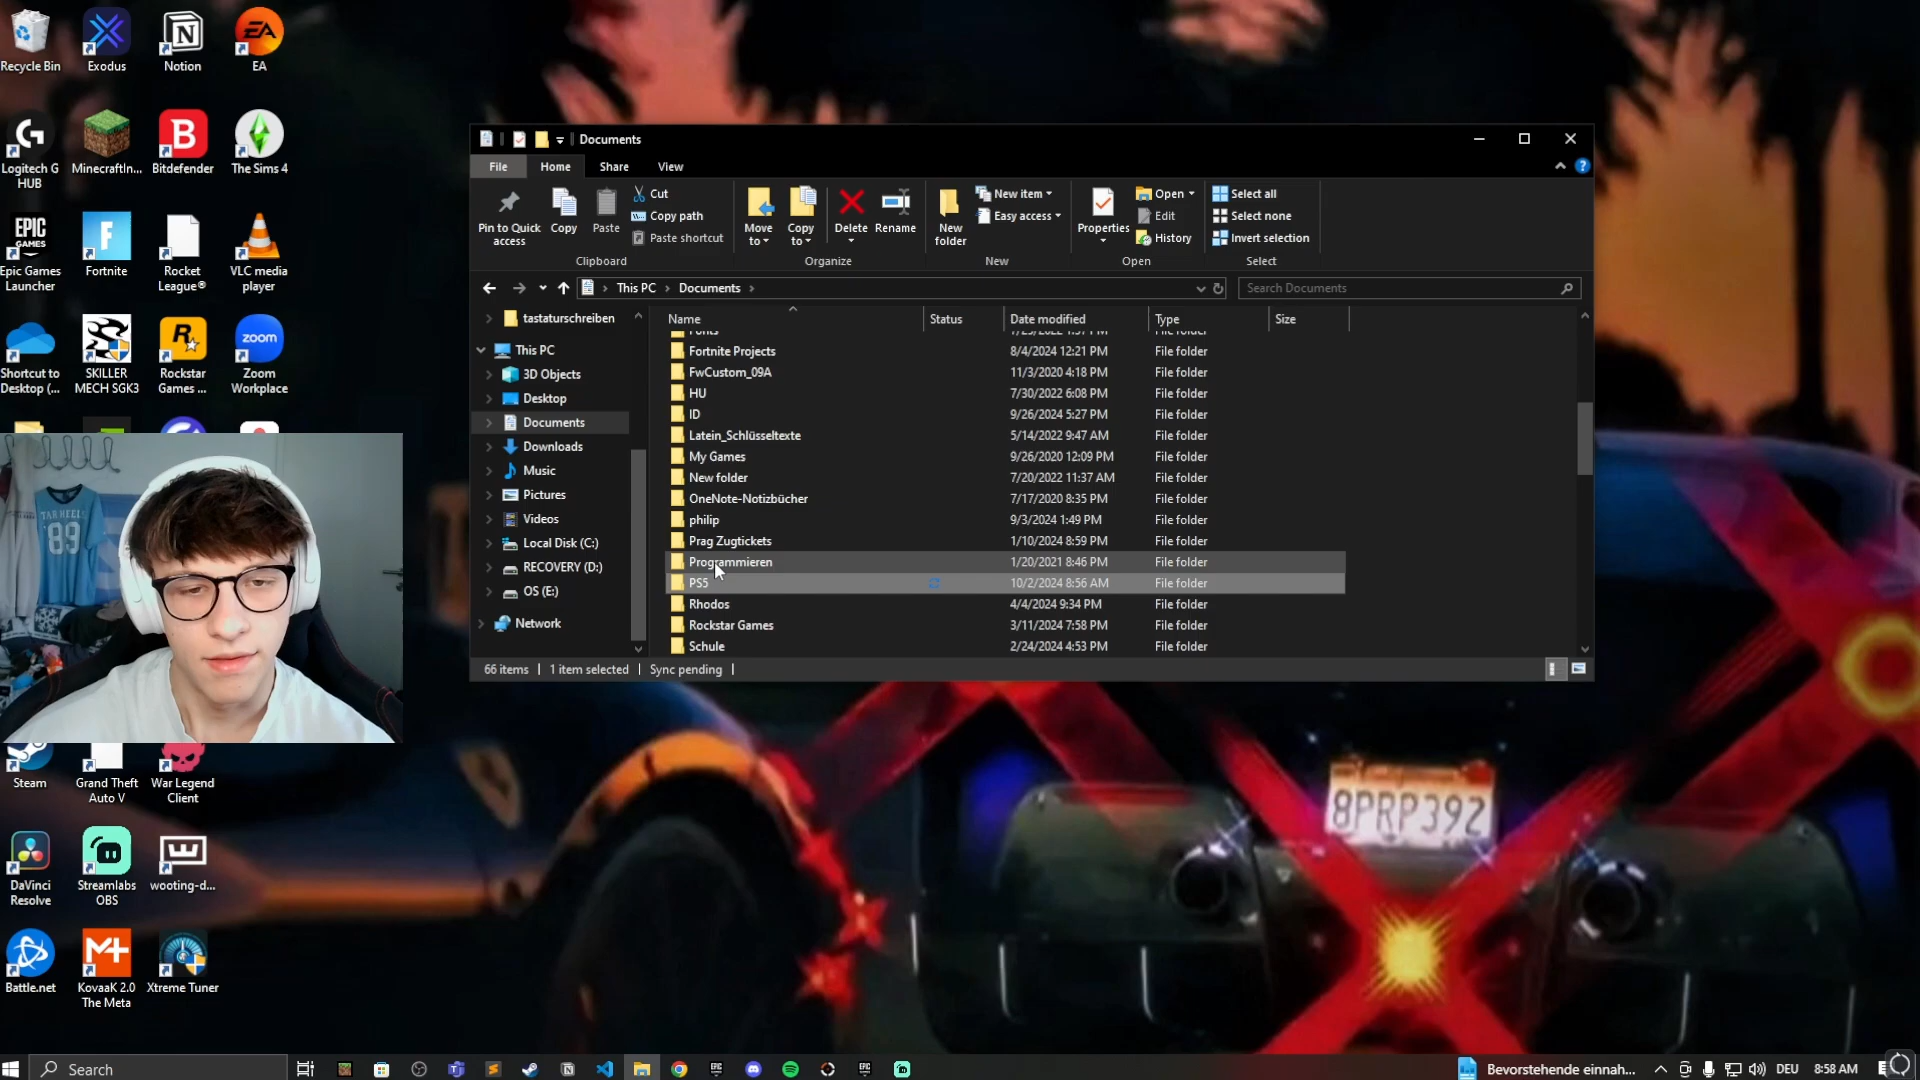 Recycle Bin
Exodus
Notion
EA
Logitech G HUB
MinecraftIn...
Bitdefender
The Sims 4
EPIC GAMES
Epic Games Launcher
Fortnite
Rocket League®
VLC media player
Shortcut to Desktop (...
SKILLER MECH SGK3
Rockstar Games ...
zoom
Zoom Workplace
TAR HEELS
89
Steam
Grand Theft Auto V
War Legend Client
DaVinci Resolve
Streamlabs OBS
wooting-d...
Battle.net
KovaaK 2.0 The Meta
Xtreme Tuner
Documents
File Home Share View
Pin to Quick access
Copy
Paste
Cut
Copy path
Paste shortcut
Clipboard
Move to
Copy to
Delete
Rename
Organize
New folder
New item
Easy access
New
Properties
Open
Edit
History
Open
Select all
Select none
Invert selection
Select
This PC > Documents >
Search Documents
tastaturschreiben
This PC
3D Objects
Desktop
Documents
Downloads
Music
Pictures
Videos
Local Disk (C:)
RECOVERY (D:)
OS (E:)
Network
Name Status Date modified Type Size
Fortnite Projects 8/4/2024 12:21 PM File folder
FwCustom_09A 11/3/2020 4:18 PM File folder
HU 7/30/2022 6:08 PM File folder
ID 9/26/2024 5:27 PM File folder
Latein_Schlüsseltexte 5/14/2022 9:47 AM File folder
My Games 9/26/2020 12:09 PM File folder
New folder 7/20/2022 11:37 AM File folder
OneNote-Notizbücher 7/17/2020 8:35 PM File folder
philip 9/3/2024 1:49 PM File folder
Prag Zugtickets 1/10/2024 8:59 PM File folder
Programmieren 1/20/2021 8:46 PM File folder
PS5 10/2/2024 8:56 AM File folder
Rhodos 4/4/2024 9:34 PM File folder
Rockstar Games 3/11/2024 7:58 PM File folder
Schule 2/24/2024 4:53 PM File folder
66 items 1 item selected Sync pending
8PRP392
Search
Bevorstehende einnah...
DEU
8:58 AM